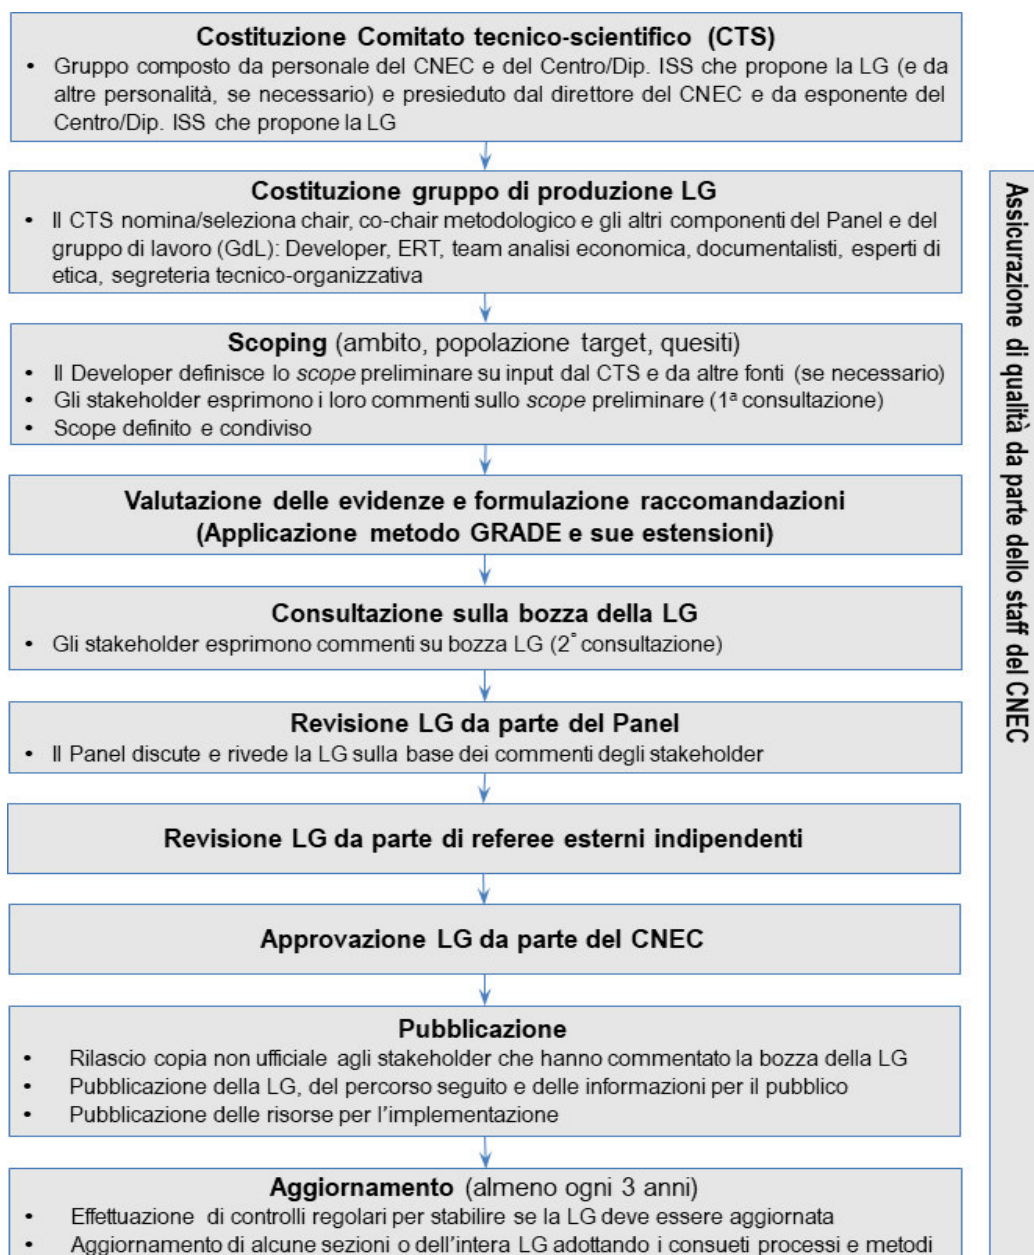 Costituzione Comitato tecnico-scientifico (CTS)
• Gruppo composto da personale del CNEC e del Centro/Dip. ISS che propone la LG (e da
altre personalità, se necessario) e presieduto dal direttore del CNEC e da esponente del
Centro/Dip. ISS che propone la LG
Costituzione gruppo di produzione LG
• Il CTS nomina/seleziona chair, co-chair metodologico e gli altri componenti del Panel e del
gruppo di lavoro (GdL): Developer, ERT, team analisi economica, documentalisti, esperti di
etica, segreteria tecnico-organizzativa
Scoping (ambito, popolazione target, quesiti)
• Il Developer definisce lo scope preliminare su input dal CTS e da altre fonti (se necessario)
• Gli stakeholder esprimono i loro commenti sullo scope preliminare (1ª consultazione)
• Scope definito e condiviso
Valutazione delle evidenze e formulazione raccomandazioni
(Applicazione metodo GRADE e sue estensioni)
Consultazione sulla bozza della LG
• Gli stakeholder esprimono commenti su bozza LG (2° consultazione)
Revisione LG da parte del Panel
• Il Panel discute e rivede la LG sulla base dei commenti degli stakeholder
Revisione LG da parte di referee esterni indipendenti
Approvazione LG da parte del CNEC
Pubblicazione
• Rilascio copia non ufficiale agli stakeholder che hanno commentato la bozza della LG
• Pubblicazione della LG, del percorso seguito e delle informazioni per il pubblico
• Pubblicazione delle risorse per l'implementazione
Aggiornamento (almeno ogni 3 anni)
• Effettuazione di controlli regolari per stabilire se la LG deve essere aggiornata
• Aggiornamento di alcune sezioni o dell'intera LG adottando i consueti processi e metodi
Assicurazione di qualità da parte dello staff del CNEC